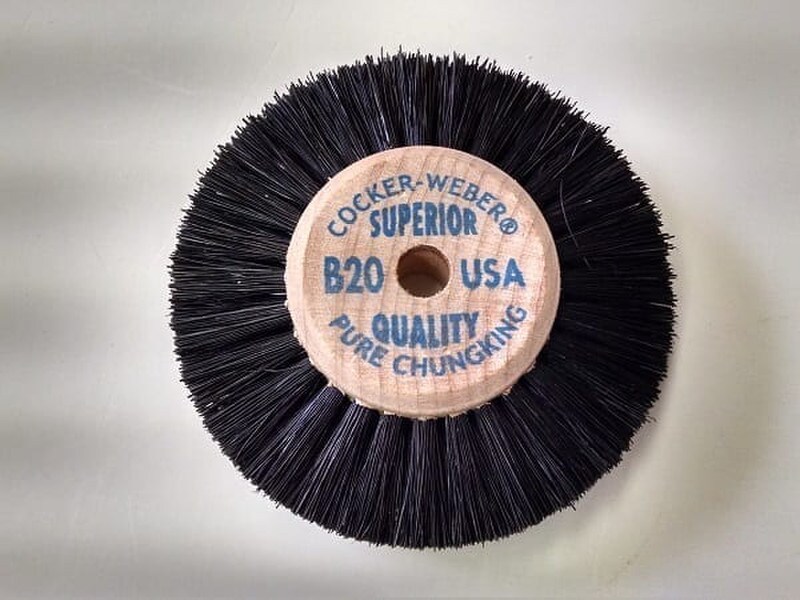 COCKER-WEBER®
SUPERIOR
B20 USA
QUALITY
PURE CHUNGKING